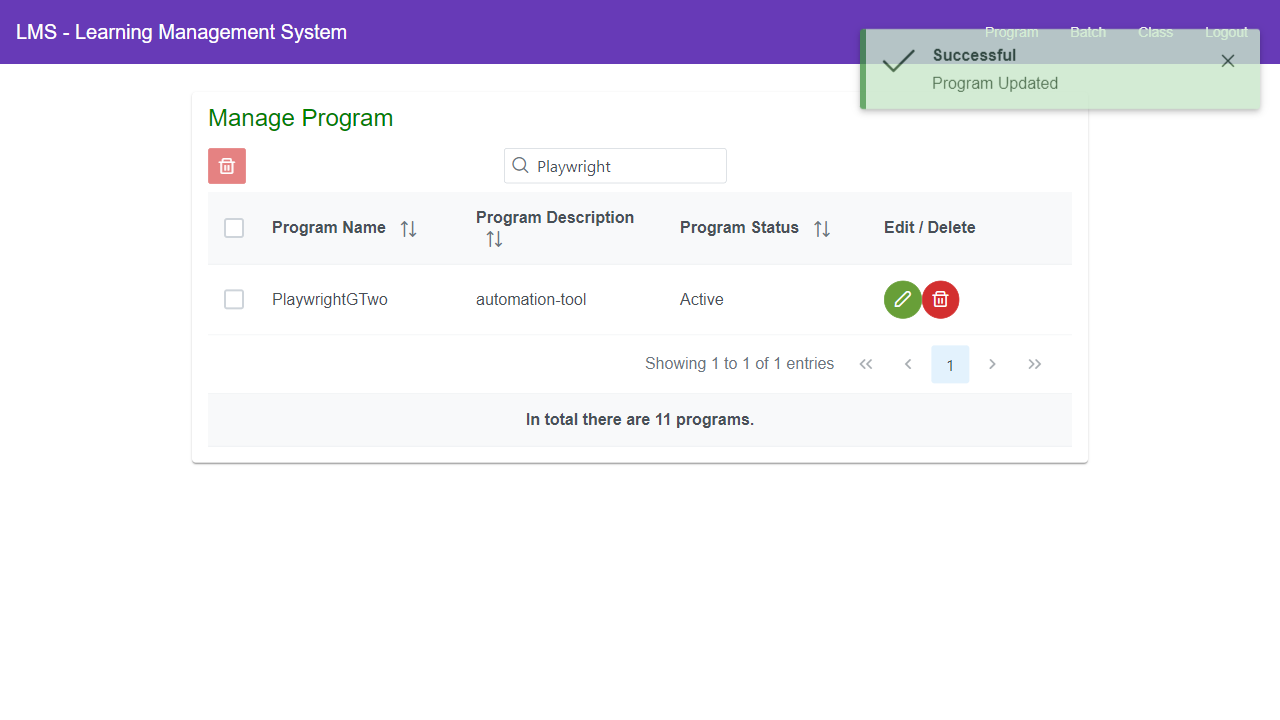 LMS - Learning Management System
Program Batch Class Logout
Successful
Program Updated
Manage Program
Playwright
Program Name Program Description Program Status Edit / Delete
PlaywrightGTwo automation-tool Active
Showing 1 to 1 of 1 entries 1
In total there are 11 programs.